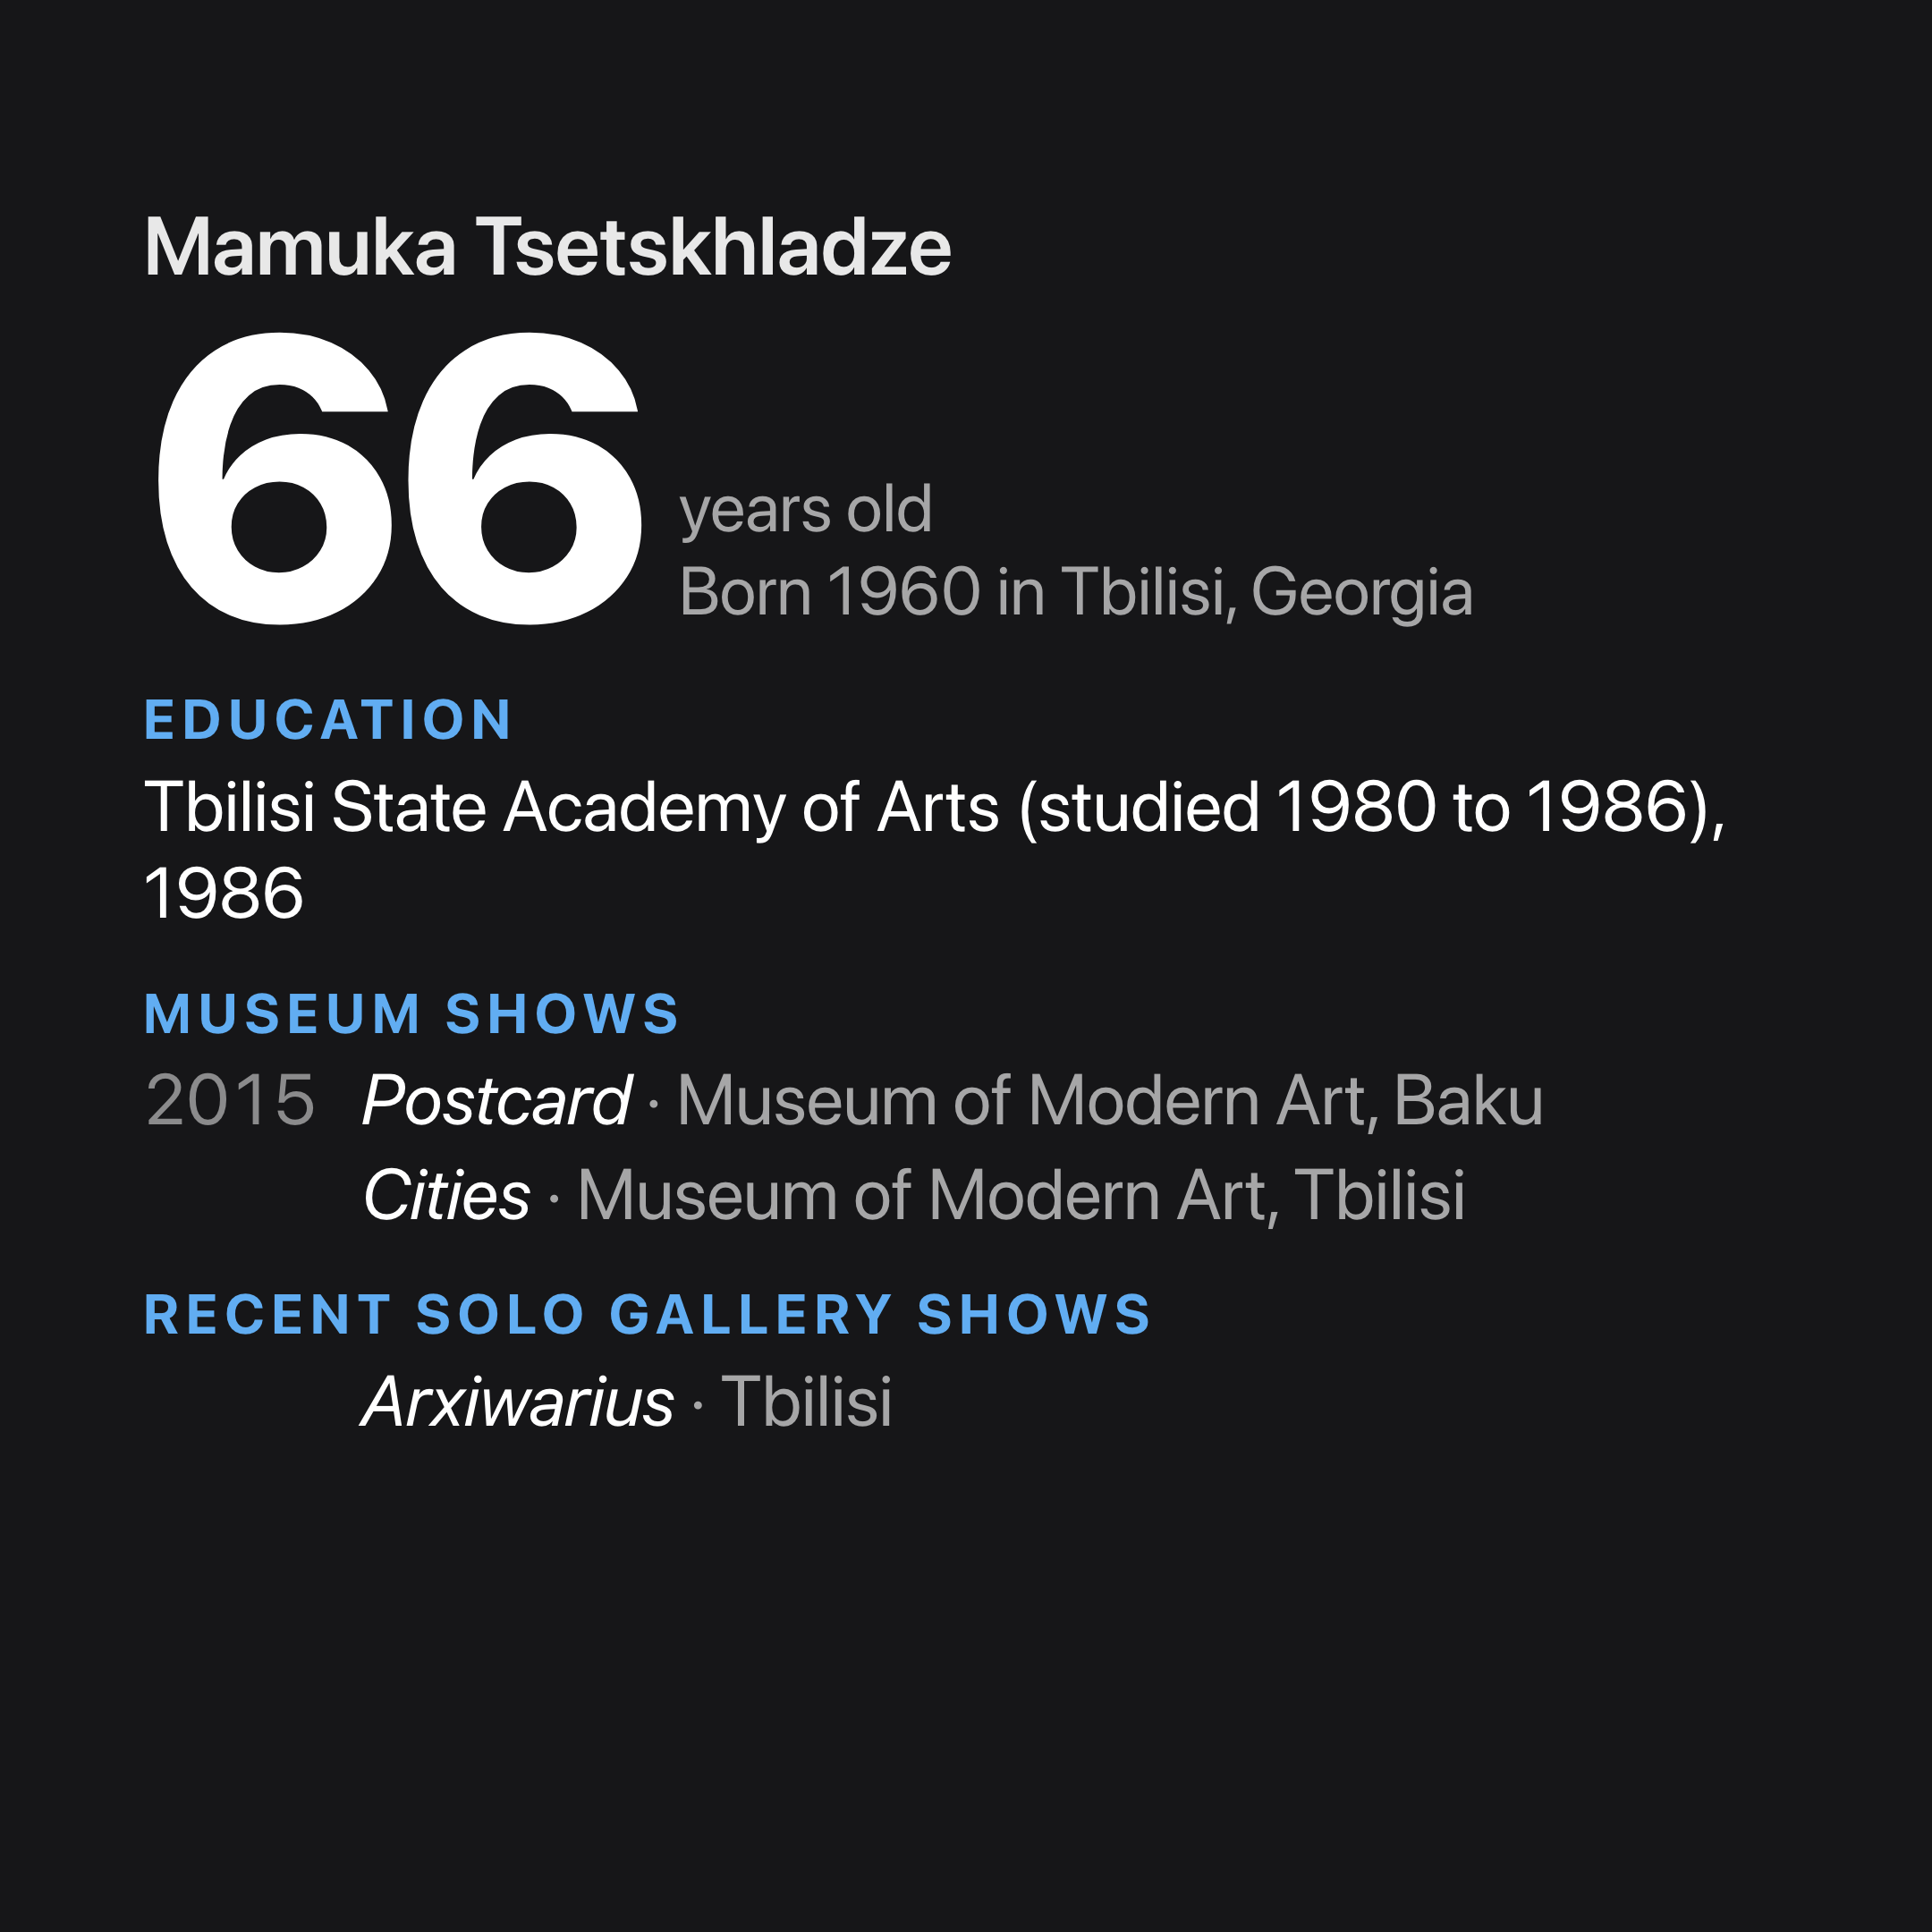 Mamuka Tsetskhladze
66 years old
Born 1960 in Tbilisi, Georgia
EDUCATION
Tbilisi State Academy of Arts (studied 1980 to 1986),
1986
MUSEUM SHOWS
2015 Postcard · Museum of Modern Art, Baku
Cities · Museum of Modern Art, Tbilisi
RECENT SOLO GALLERY SHOWS
Arxiwarius · Tbilisi